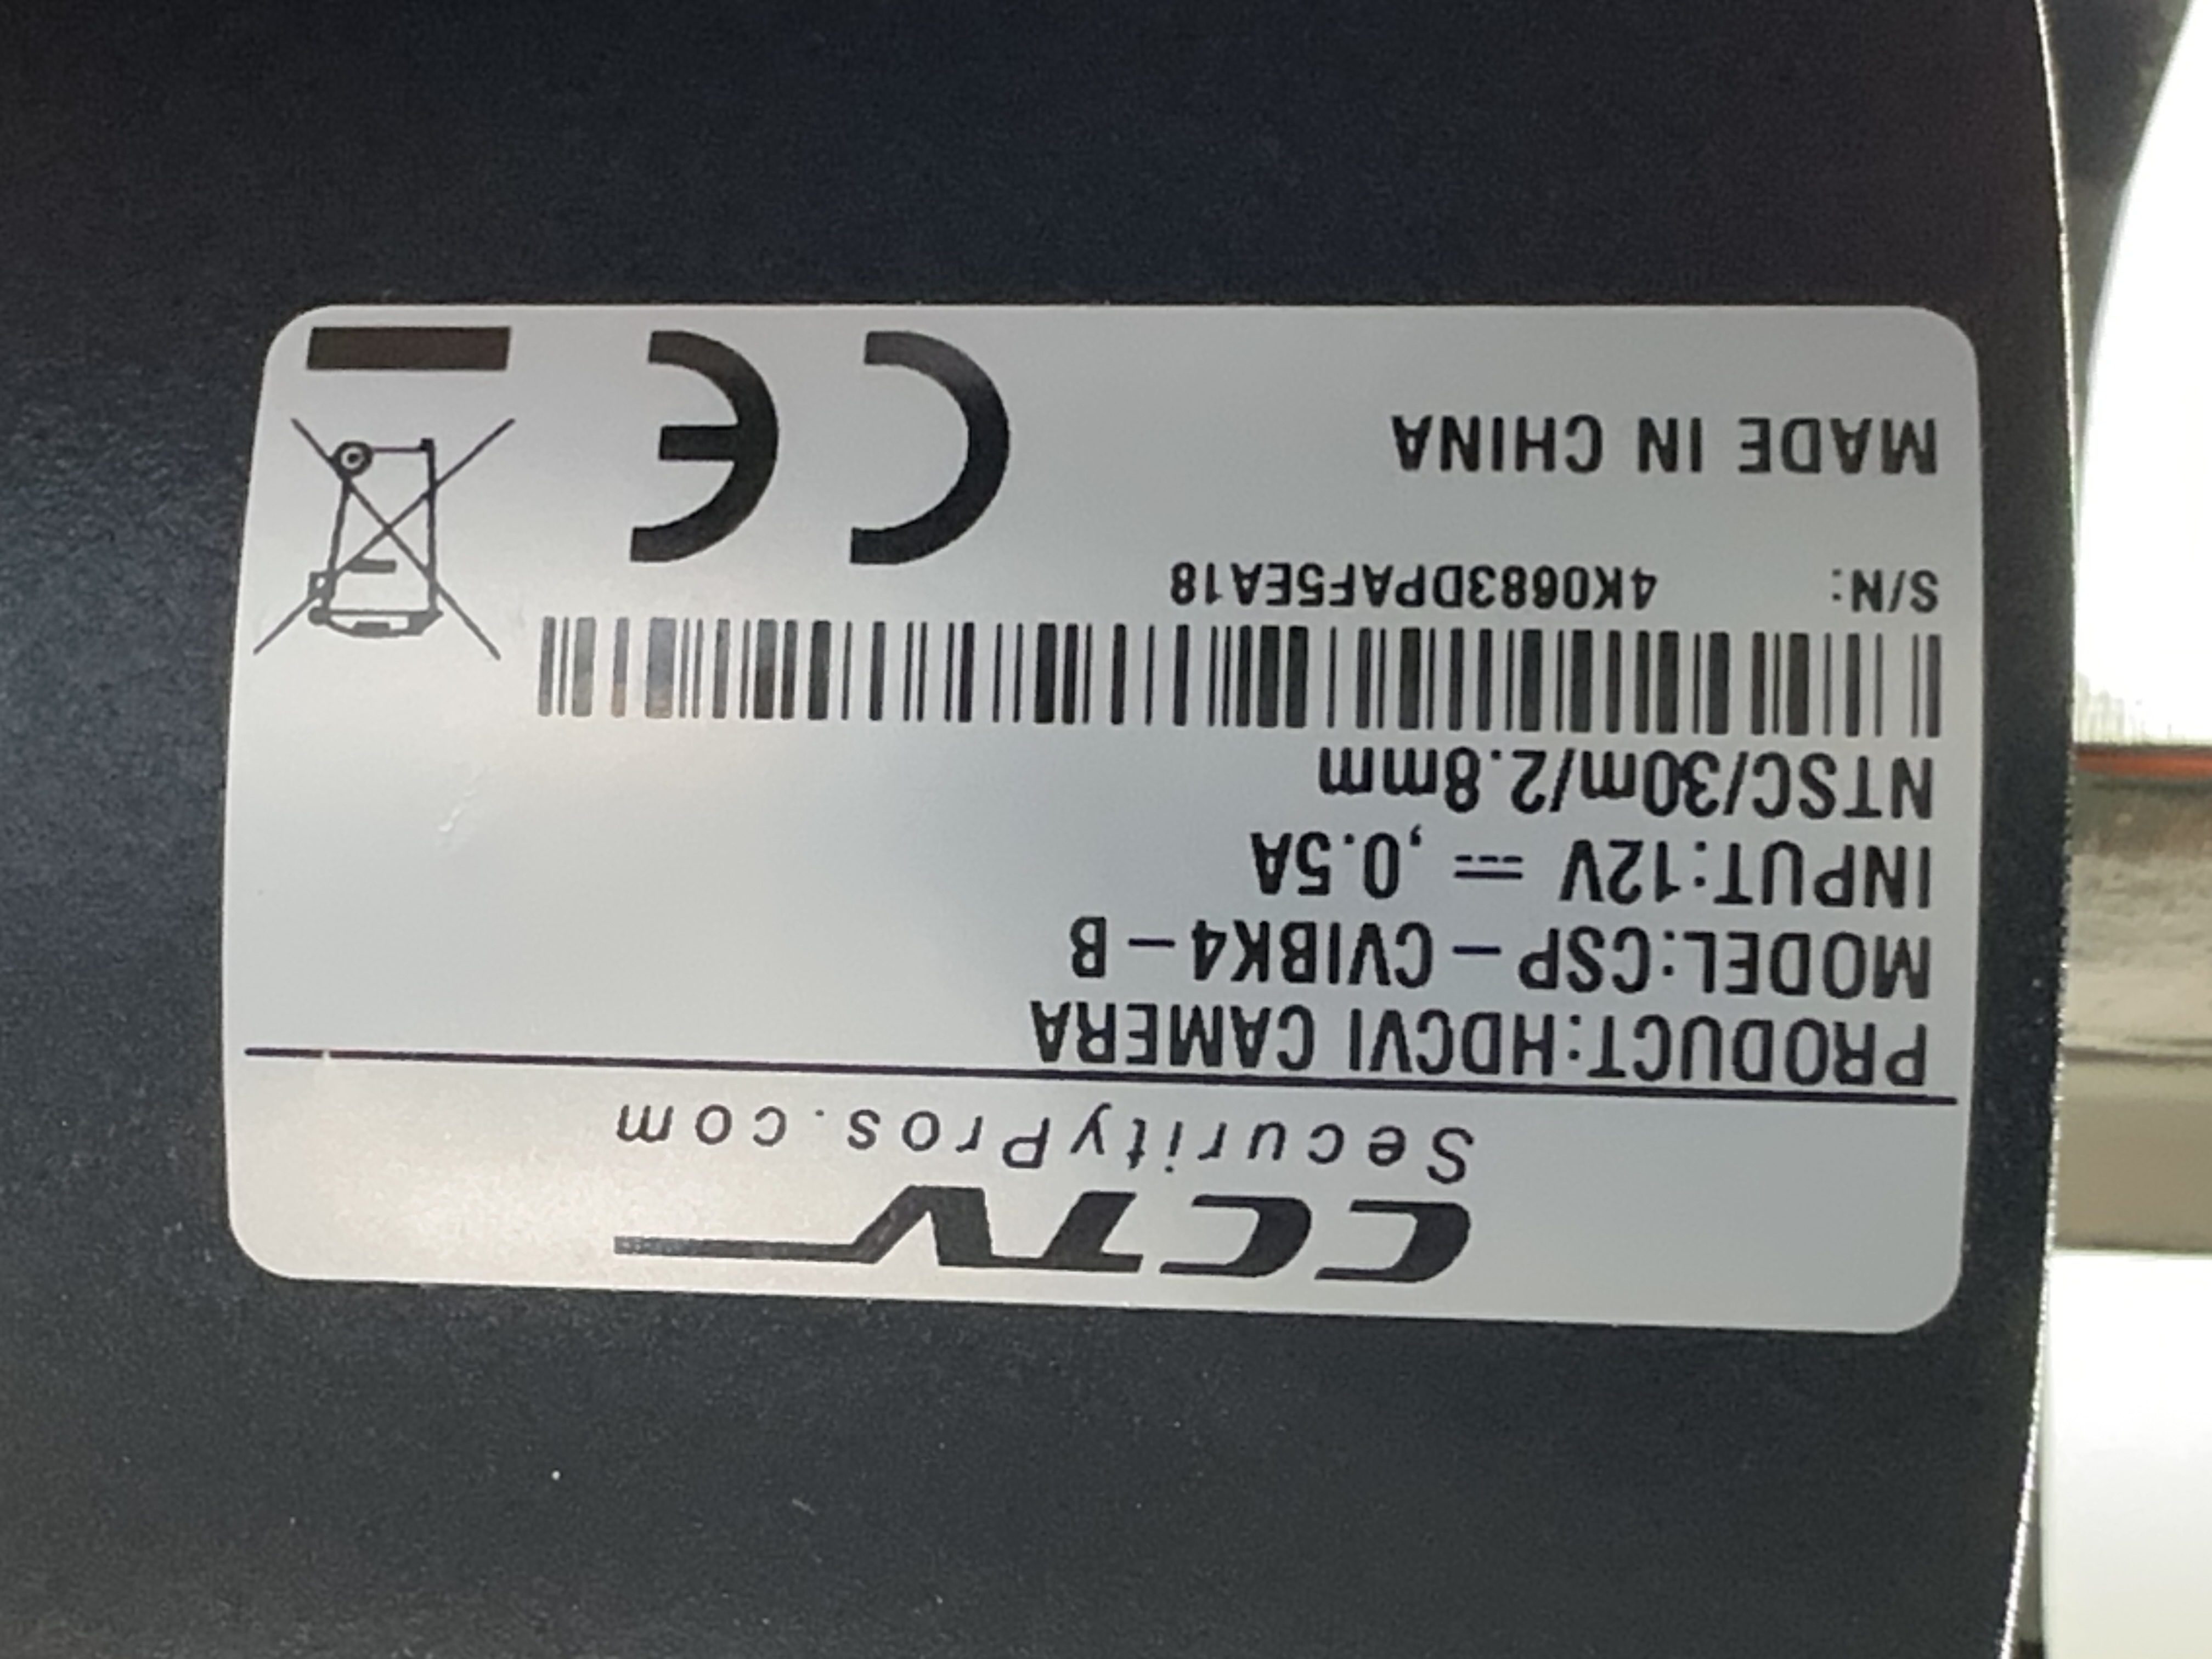 CCTV
SecurityPros.com
PRODUCT:HDCVI CAMERA
MODEL:CSP-CVIBK4-B
INPUT:12V ⎓ ,0.5A
NTSC/30m/2.8mm
S/N: 4K0683DPAF5EA18
MADE IN CHINA
CE